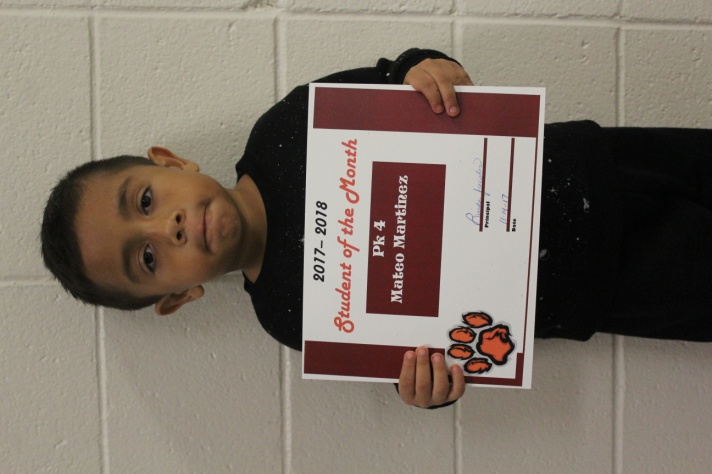 2017– 2018
Student of the Month
Pk 4
Mateo Martinez
Principal
Date